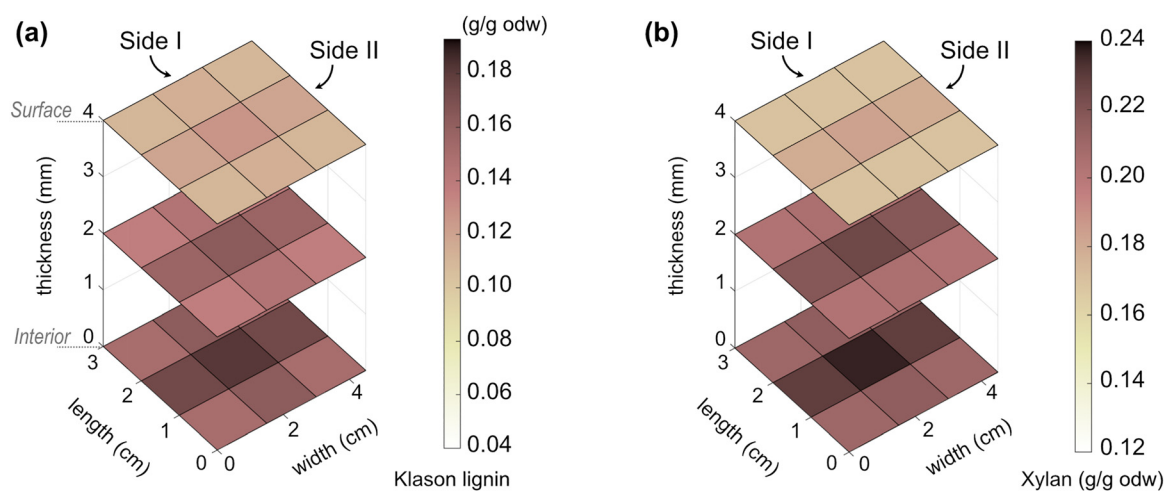 (a)
(g/g odw)
Side I
Side II
Surface
4
3
2
1
0
thickness (mm)
Interior
3
2
1
0
length (cm)
0
2
4
width (cm)
0.18
0.16
0.14
0.12
0.10
0.08
0.06
0.04
Klason lignin
(b)
Side I
Side II
4
3
2
1
0
thickness (mm)
3
2
1
0
length (cm)
0
2
4
width (cm)
0.24
0.22
0.20
0.18
0.16
0.14
0.12
Xylan (g/g odw)